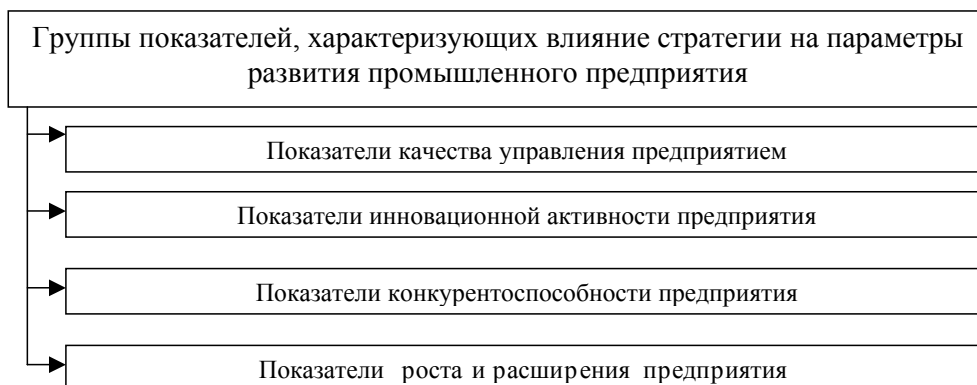 Группы показателей, характеризующих влияние стратегии на параметры
развития промышленного предприятия
Показатели качества управления предприятием
Показатели инновационной активности предприятия
Показатели конкурентоспособности предприятия
Показатели роста и расширения предприятия